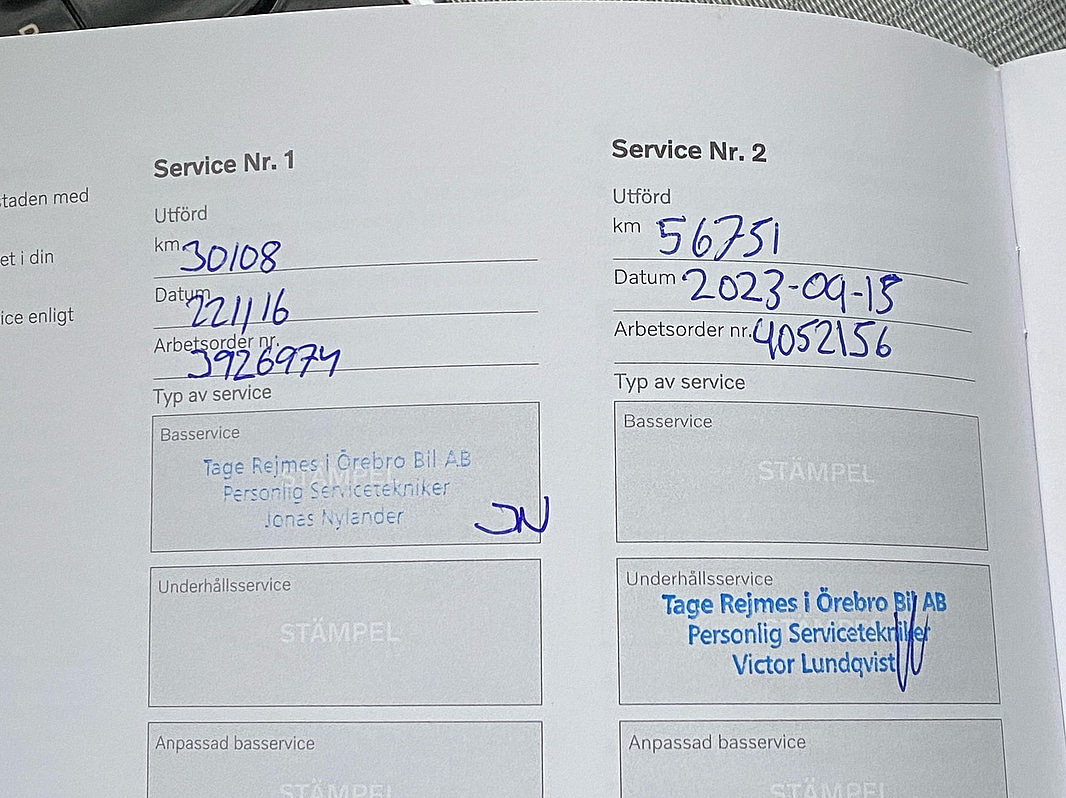 staden med
et i din
ice enligt
Service Nr. 1
Utförd
km 30108
Datum 221116
Arbetsorder nr. 3926974
Typ av service
Basservice
STÄMPEL
Tage Rejmes i Örebro Bil AB
Personlig Servicetekniker
Jonas Nylander
JN
Underhållsservice
STÄMPEL
Anpassad basservice
STÄMPEL
Service Nr. 2
Utförd
km 56751
Datum 2023-09-15
Arbetsorder nr. 4052156
Typ av service
Basservice
STÄMPEL
Underhållsservice
Tage Rejmes i Örebro Bil AB
Personlig Servicetekniker
Victor Lundqvist
Anpassad basservice
STÄMPEL